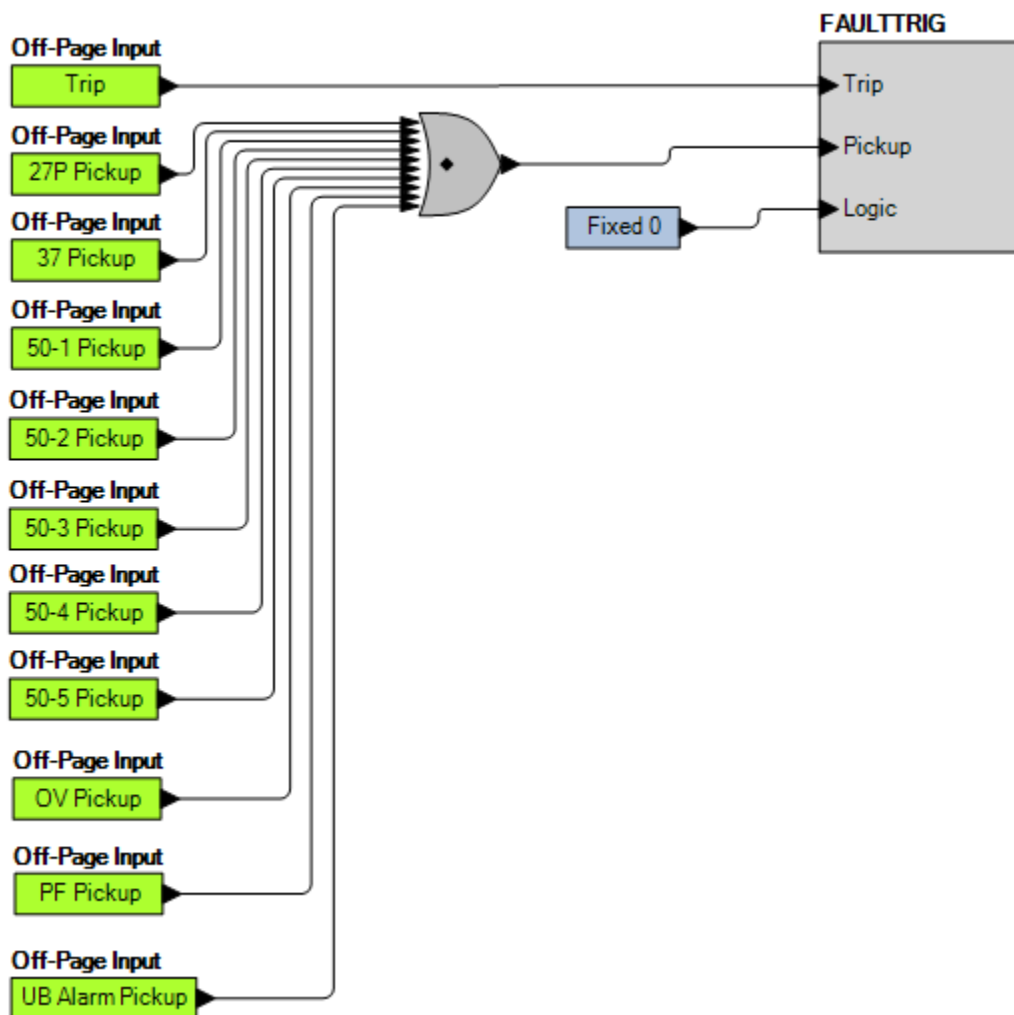 FAULTTRIG
Off-Page Input
Trip
Trip
Off-Page Input
27P Pickup
Pickup
Off-Page Input
37 Pickup
Fixed 0
Logic
Off-Page Input
50-1 Pickup
Off-Page Input
50-2 Pickup
Off-Page Input
50-3 Pickup
Off-Page Input
50-4 Pickup
Off-Page Input
50-5 Pickup
Off-Page Input
OV Pickup
Off-Page Input
PF Pickup
Off-Page Input
UB Alarm Pickup